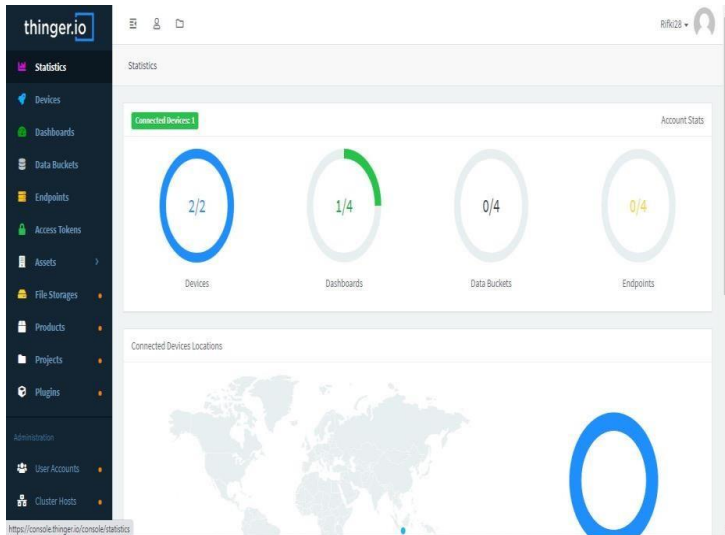 thinger.io
Rifki28
Statistics
Devices
Dashboards
Data Buckets
Endpoints
Access Tokens
Assets
File Storages
Products
Projects
Plugins
Administration
User Accounts
Cluster Hosts
https://console.thinger.io/console/statistics
Statistics
Connected Devices: 1
Account Stats
2/2
1/4
0/4
0/4
Devices
Dashboards
Data Buckets
Endpoints
Connected Devices Locations